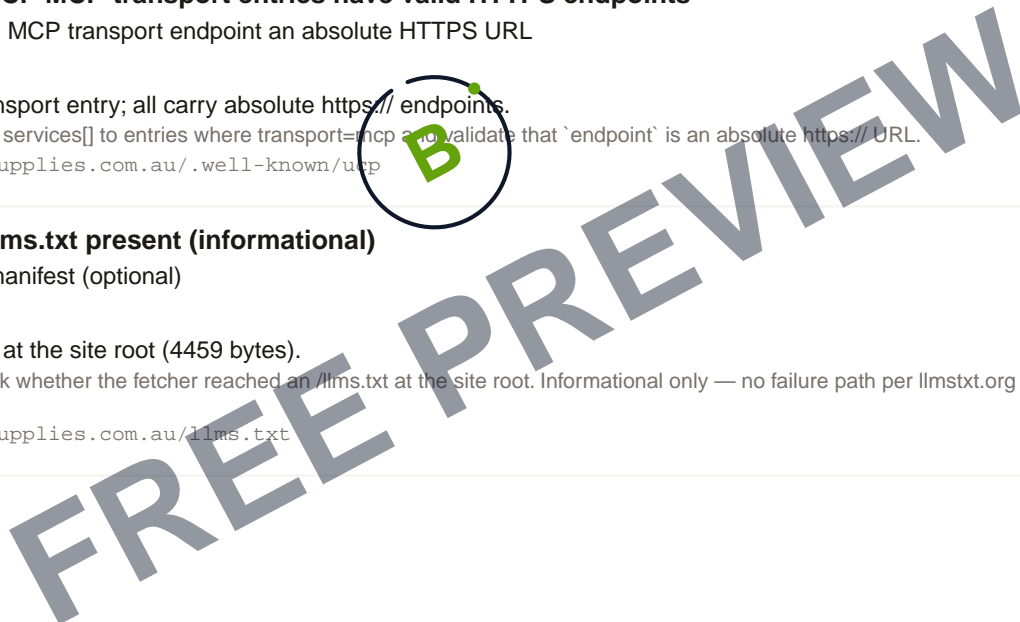 MCP transport entries have valid HTTPS endpoints
MCP transport endpoint an absolute HTTPS URL
nsport entry; all carry absolute https:// endpoints.
services[] to entries where transport=mcp and validate that `endpoint` is an absolute https:// URL.
upplies.com.au/.well-known/ucp
B
lms.txt present (informational)
manifest (optional)
at the site root (4459 bytes).
k whether the fetcher reached an /llms.txt at the site root. Informational only — no failure path per llmstxt.org
upplies.com.au/llms.txt
FREE PREVIEW